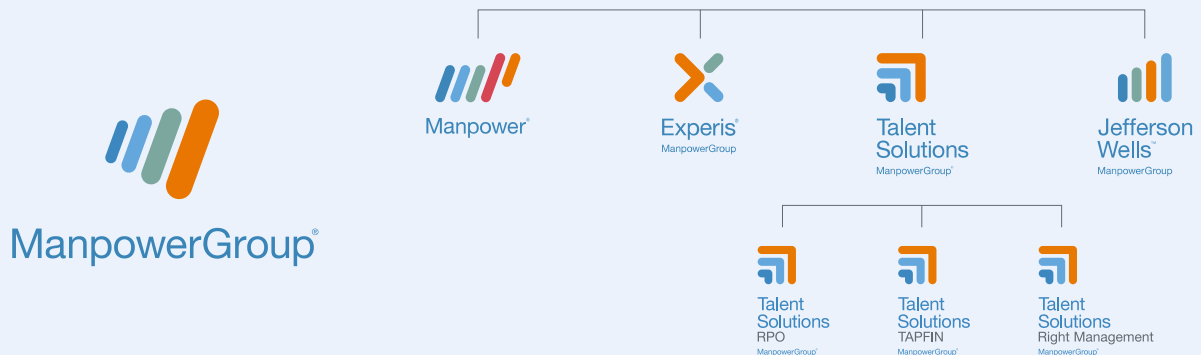 ManpowerGroup®
Manpower®
Experis®
ManpowerGroup
Talent
Solutions
ManpowerGroup®
Jefferson
Wells™
ManpowerGroup
Talent
Solutions
RPO
ManpowerGroup®
Talent
Solutions
TAPFIN
ManpowerGroup®
Talent
Solutions
Right Management
ManpowerGroup®